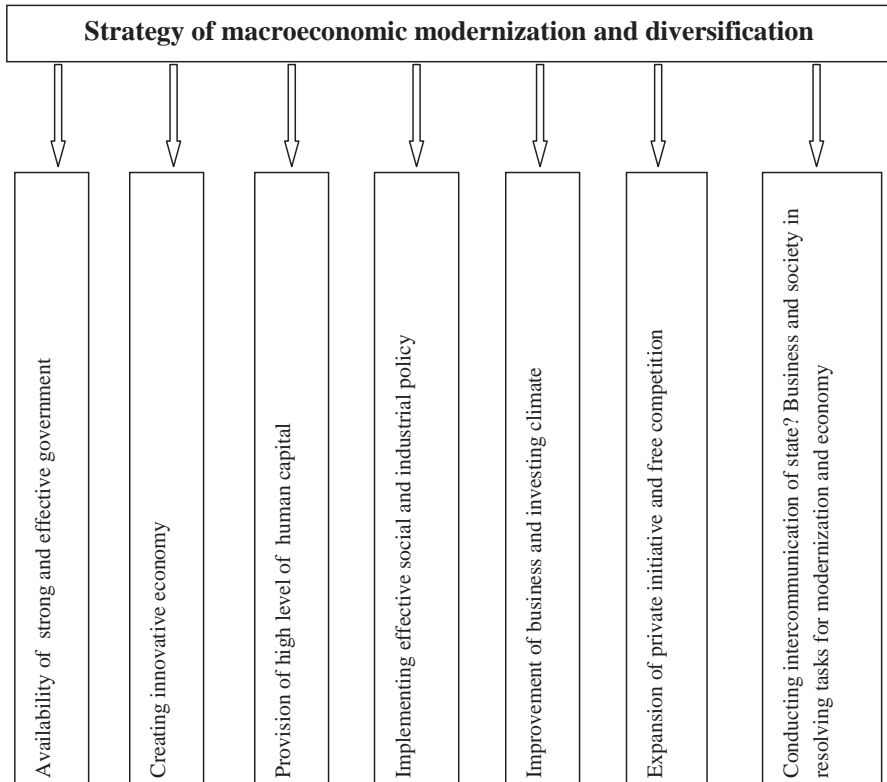 Strategy of macroeconomic modernization and diversification
Availability of strong and effective government
Creating innovative economy
Provision of high level of human capital
Implementing effective social and industrial policy
Improvement of business and investing climate
Expansion of private initiative and free competition
Conducting intercommunication of state? Business and society in
resolving tasks for modernization and economy